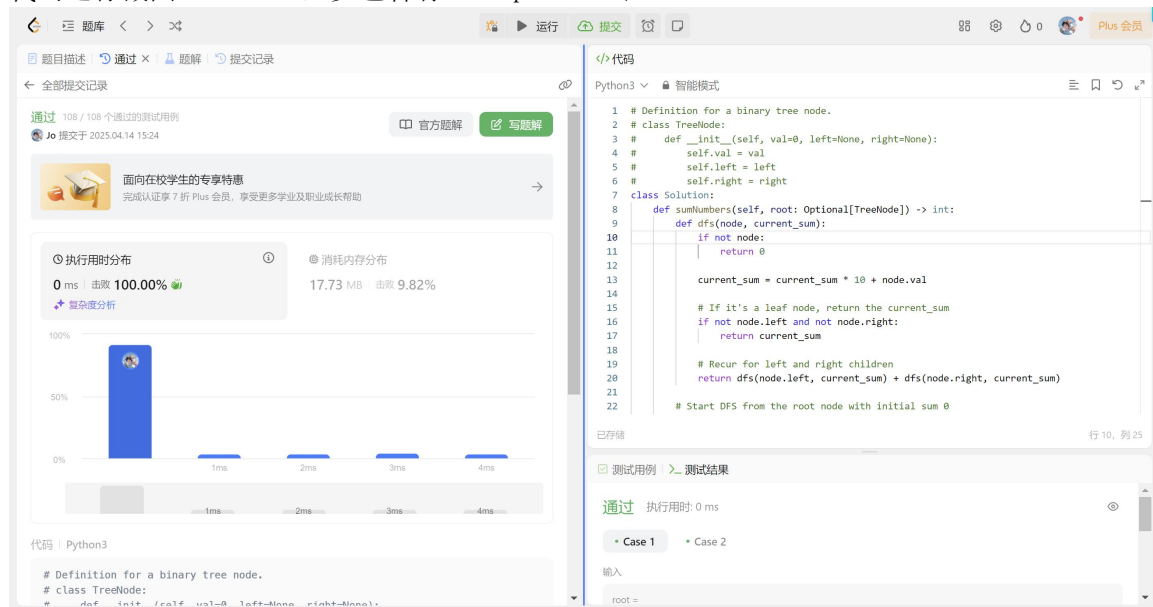 题库
运行
提交
0
Plus 会员
题目描述
通过
题解
提交记录
全部提交记录
通过 108 / 108 个通过的测试用例
Jo 提交于 2025.04.14 15:24
官方题解
写题解
面向在校学生的专享特惠
完成认证享 7 折 Plus 会员，享受更多学业及职业成长帮助
执行用时分布
0 ms 击败 100.00%
复杂度分析
消耗内存分布
17.73 MB 击败 9.82%
100%
50%
0%
1ms 2ms 3ms 4ms
1ms 2ms 3ms 4ms
代码 Python3
# Definition for a binary tree node.
# class TreeNode:
# def __init__(self, val=0, left=None, right=None):
</> 代码
Python3 智能模式
1 # Definition for a binary tree node.
2 # class TreeNode:
3 #     def __init__(self, val=0, left=None, right=None):
4 #         self.val = val
5 #         self.left = left
6 #         self.right = right
7 class Solution:
8     def sumNumbers(self, root: Optional[TreeNode]) -> int:
9         def dfs(node, current_sum):
10             if not node:
11                 return 0
12
13             current_sum = current_sum * 10 + node.val
14
15             # If it's a leaf node, return the current_sum
16             if not node.left and not node.right:
17                 return current_sum
18
19             # Recur for left and right children
20             return dfs(node.left, current_sum) + dfs(node.right, current_sum)
21
22         # Start DFS from the root node with initial sum 0
已存储
行 10, 列 25
测试用例
>_ 测试结果
通过 执行用时: 0 ms
• Case 1 • Case 2
输入
root =